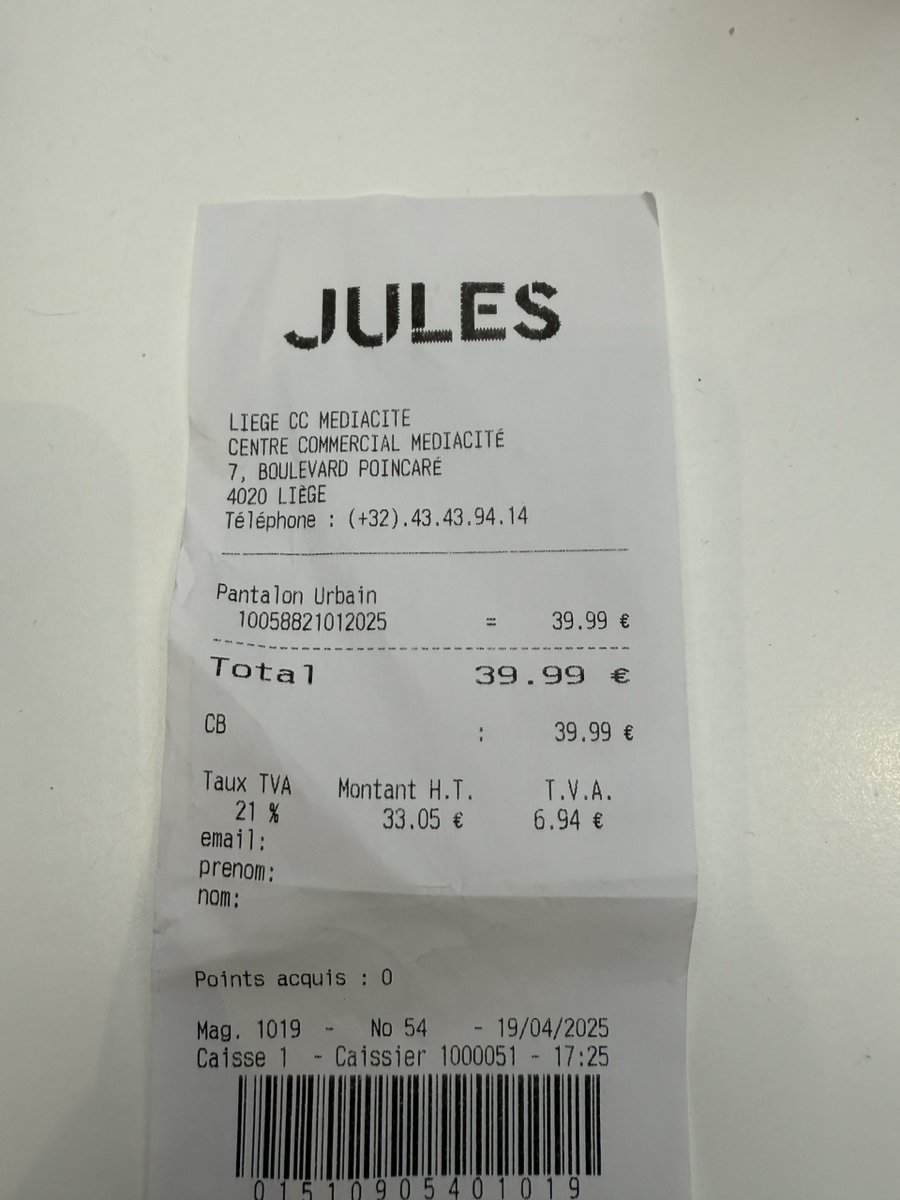 JULES
LIEGE CC MEDIACITE
CENTRE COMMERCIAL MEDIACITÉ
7, BOULEVARD POINCARÉ
4020 LIÈGE
Téléphone : (+32).43.43.94.14
Pantalon Urbain
10058821012025 = 39.99 €
Total 39.99 €
CB : 39.99 €
Taux TVA Montant H.T. T.V.A.
21 % 33.05 € 6.94 €
email:
prenom:
nom:
Points acquis : 0
Mag. 1019 - No 54 - 19/04/2025
Caisse 1 - Caissier 1000051 - 17:25
01510905401019